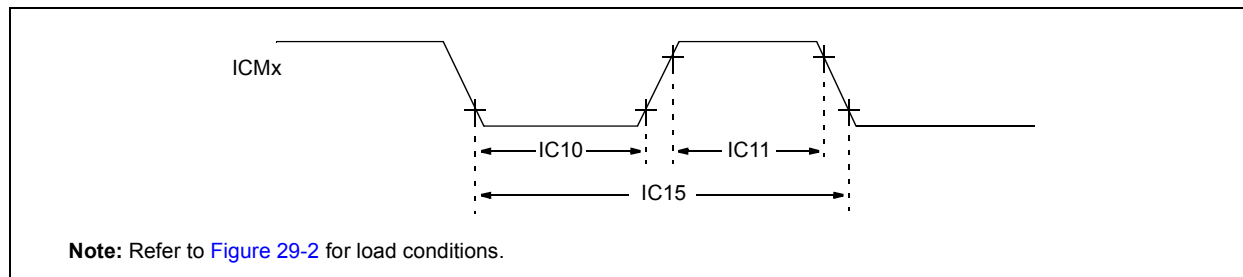 ICMx
IC10
IC11
IC15
Note: Refer to Figure 29-2 for load conditions.